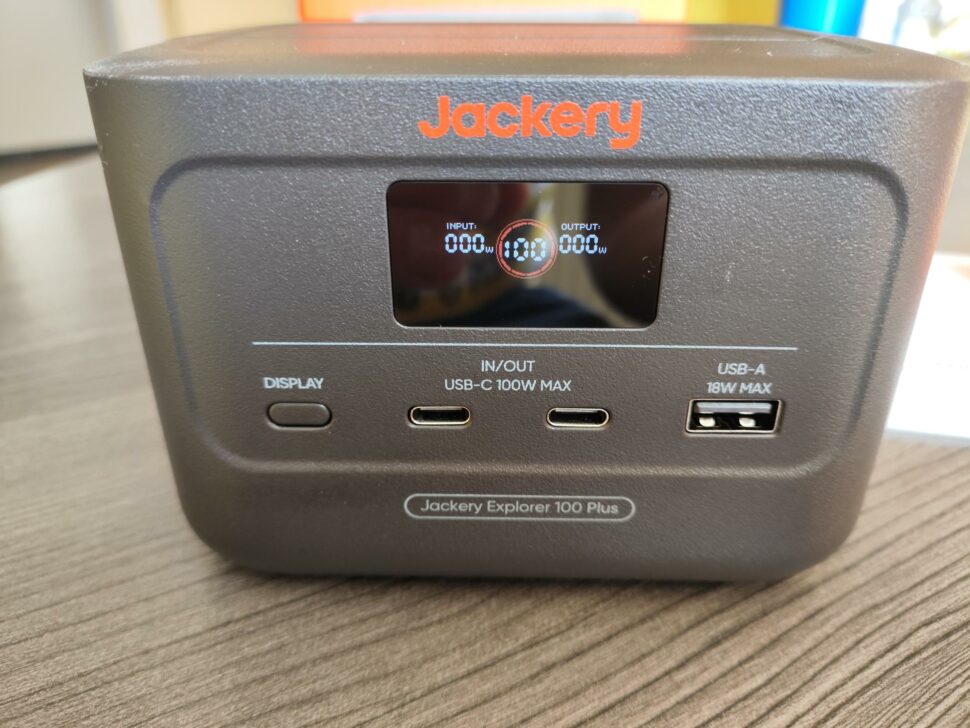 Jackery
INPUT: OUTPUT:
000W 100 000W
IN/OUT
USB-C 100W MAX
DISPLAY
USB-A
18W MAX
Jackery Explorer 100 Plus